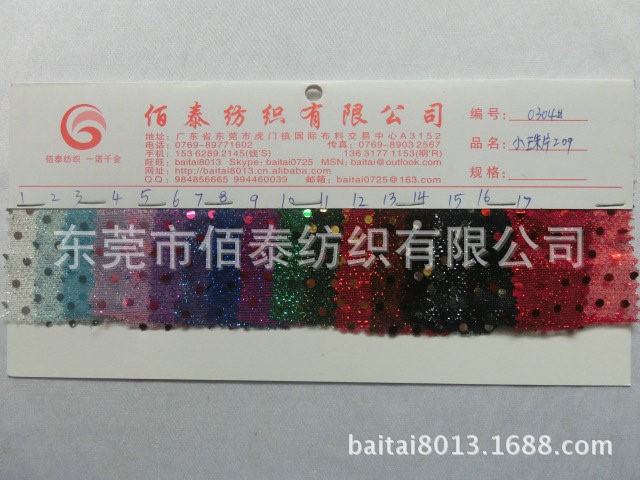 佰泰纺织有限公司
佰泰纺织 一诺千金
地址:广东省东莞市虎门镇国际布料交易中心A3152
电话:0769-89771602 传真:0769-8903 2567
手机:153 6289 2145(钱'S) 136 3177 1153(明'R)
旺旺:baitai8013 Skype:baitai0725 MSN:baitai@outlook.com
网址:http://baitai8013.cn.alibaba.com
QQ:984856665 994460039 邮箱:baitai0725@163.com
编号: 0304#
品名: 小珠片209
规格:
1 2 3 4 5 6 7 8 9 10 11 12 13 14 15 16 17
东莞市佰泰纺织有限公司
baitai8013.1688.com